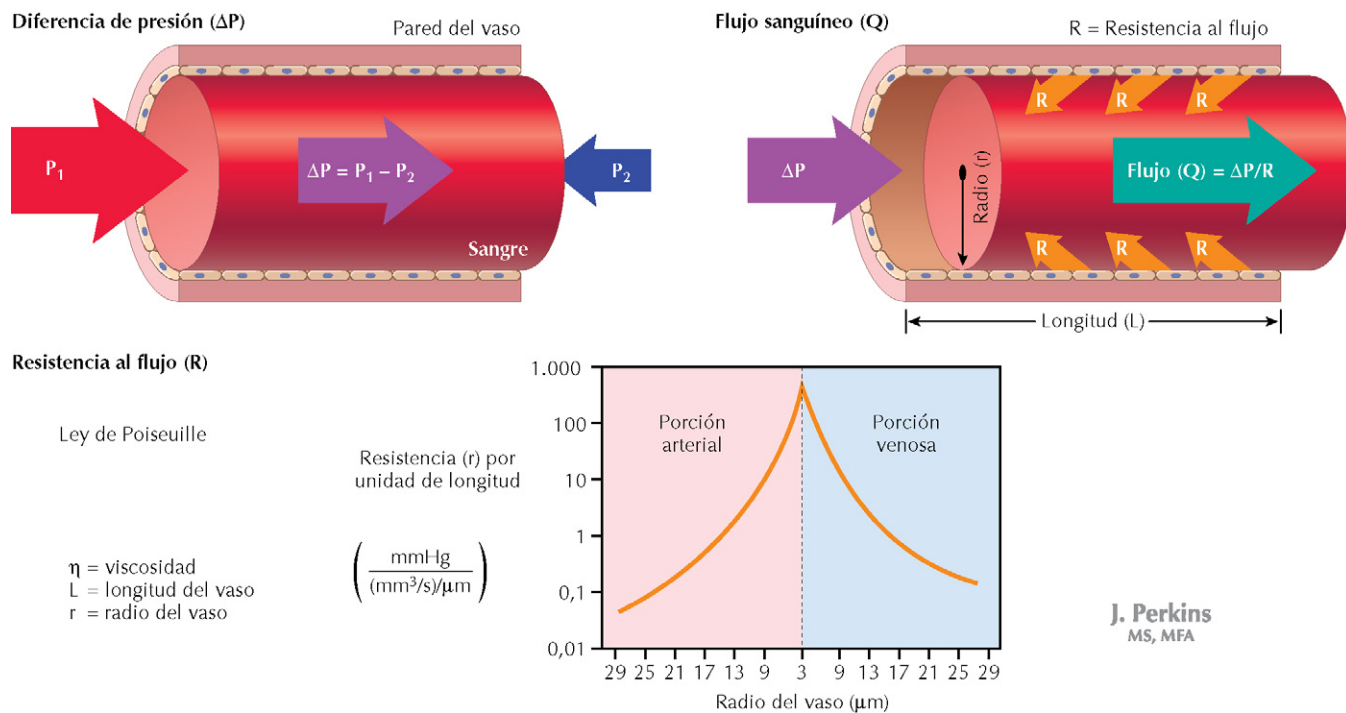 Diferencia de presión (ΔP)
Pared del vaso
P₁
ΔP = P₁ – P₂
P₂
Sangre
Flujo sanguíneo (Q)
R = Resistencia al flujo
R
R
R
ΔP
Radio (r)
Flujo (Q) = ΔP/R
R
R
R
Longitud (L)
Resistencia al flujo (R)
Ley de Poiseuille
η = viscosidad
L = longitud del vaso
r = radio del vaso
Resistencia (r) por
unidad de longitud
mmHg
(mm³/s)/μm
1.000
100
10
1
0,1
0,01
Porción
arterial
Porción
venosa
29 25 21 17 13 9 3 9 13 17 21 25 29
Radio del vaso (μm)
J. Perkins
MS, MFA